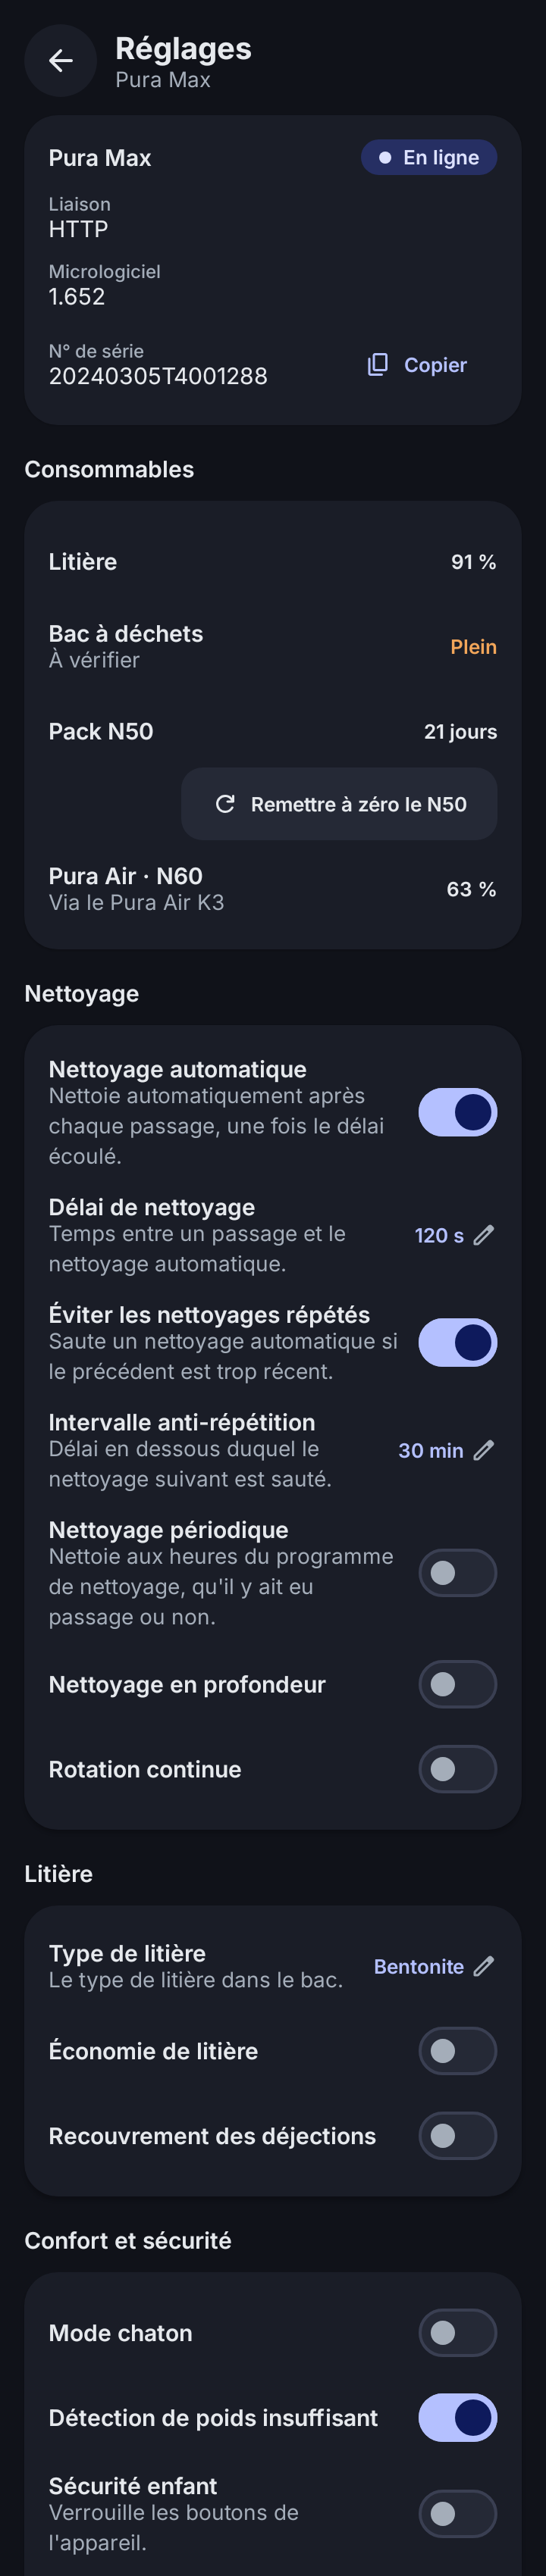 Réglages
Pura Max
Pura Max
En ligne
Liaison
HTTP
Micrologiciel
1.652
N° de série
20240305T4001288
Copier
Consommables
Litière
91 %
Bac à déchets
À vérifier
Plein
Pack N50
21 jours
Remettre à zéro le N50
Pura Air · N60
Via le Pura Air K3
63 %
Nettoyage
Nettoyage automatique
Nettoie automatiquement après
chaque passage, une fois le délai
écoulé.
Délai de nettoyage
Temps entre un passage et le
nettoyage automatique.
120 s
Éviter les nettoyages répétés
Saute un nettoyage automatique si
le précédent est trop récent.
Intervalle anti-répétition
Délai en dessous duquel le
nettoyage suivant est sauté.
30 min
Nettoyage périodique
Nettoie aux heures du programme
de nettoyage, qu'il y ait eu
passage ou non.
Nettoyage en profondeur
Rotation continue
Litière
Type de litière
Le type de litière dans le bac.
Bentonite
Économie de litière
Recouvrement des déjections
Confort et sécurité
Mode chaton
Détection de poids insuffisant
Sécurité enfant
Verrouille les boutons de
l'appareil.